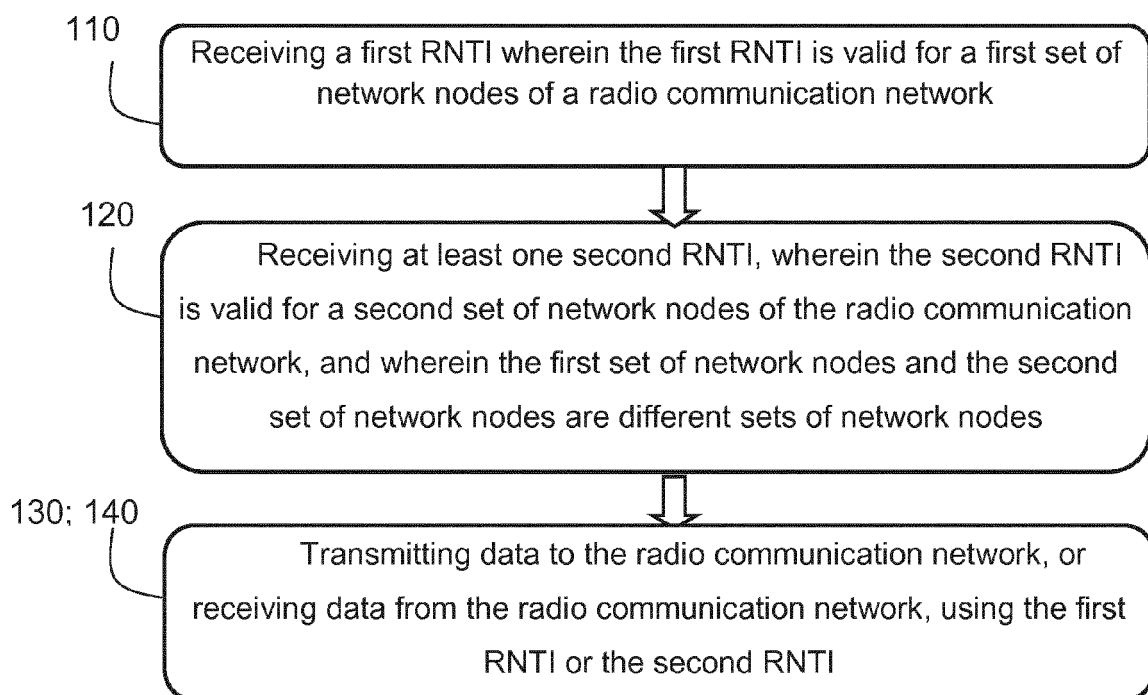 110
Receiving a first RNTI wherein the first RNTI is valid for a first set of
network nodes of a radio communication network
120
Receiving at least one second RNTI, wherein the second RNTI
is valid for a second set of network nodes of the radio communication
network, and wherein the first set of network nodes and the second
set of network nodes are different sets of network nodes
130; 140
Transmitting data to the radio communication network, or
receiving data from the radio communication network, using the first
RNTI or the second RNTI